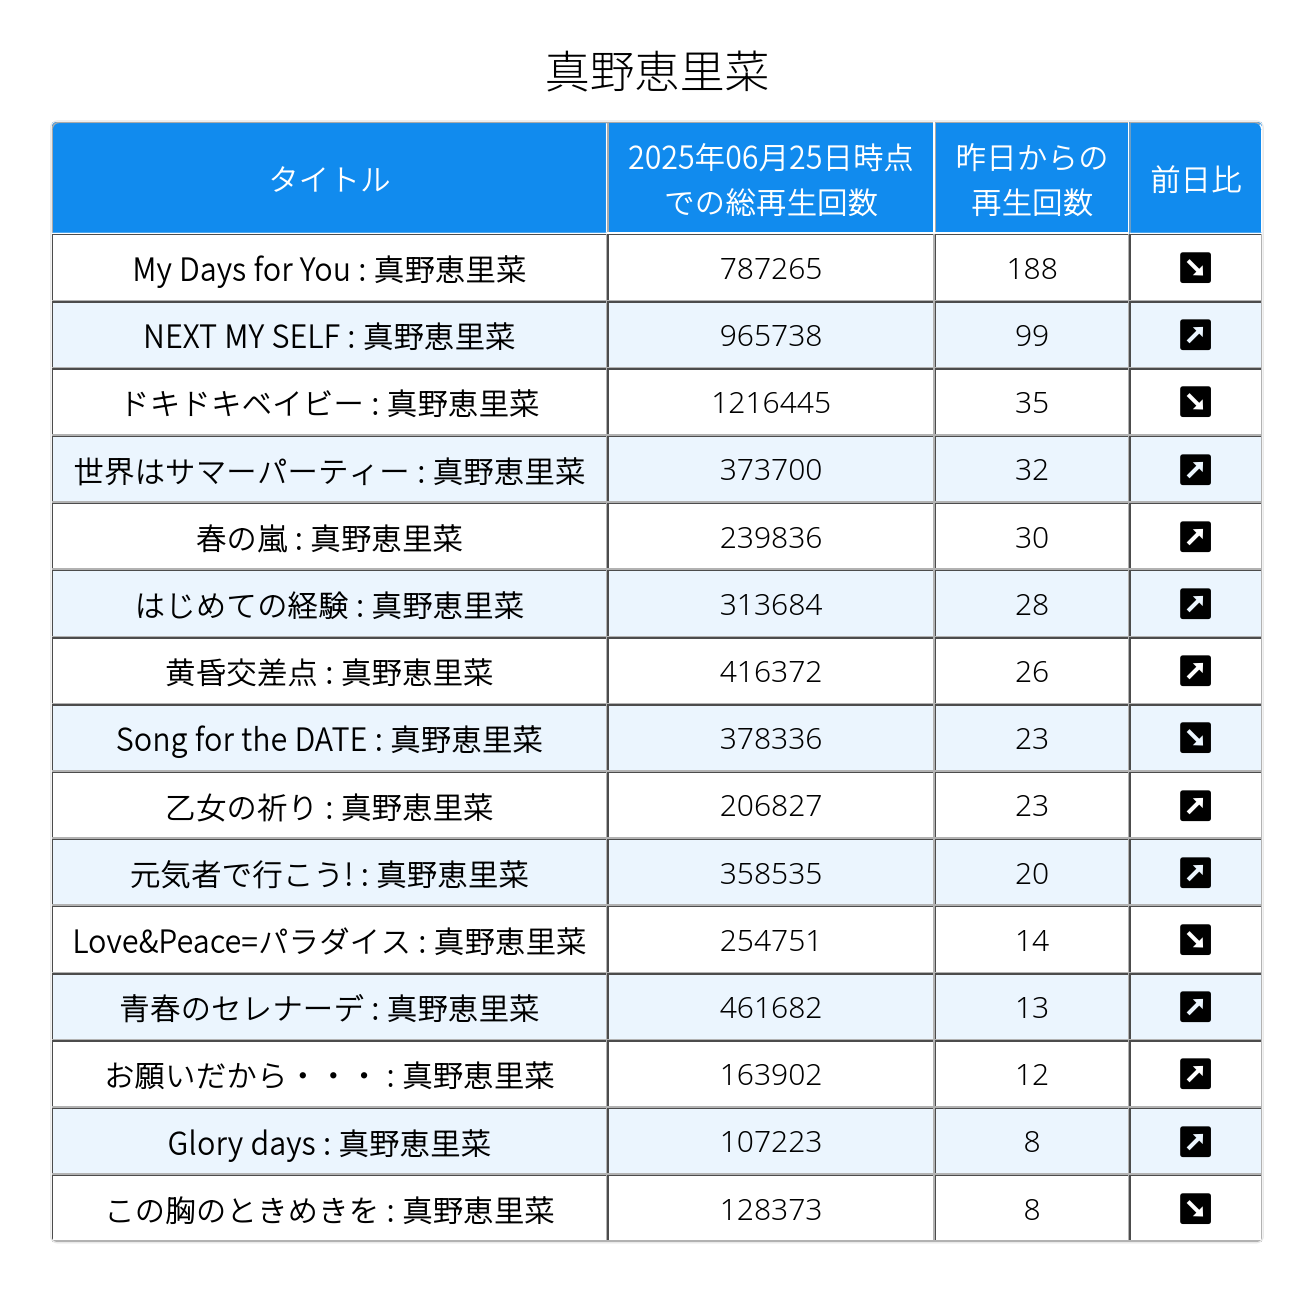 真野恵里菜
タイトル
2025年06月25日時点
での総再生回数
昨日からの
再生回数
前日比
My Days for You : 真野恵里菜 787265 188
NEXT MY SELF : 真野恵里菜 965738 99
ドキドキベイビー : 真野恵里菜 1216445 35
世界はサマーパーティー : 真野恵里菜 373700 32
春の嵐 : 真野恵里菜 239836 30
はじめての経験 : 真野恵里菜 313684 28
黄昏交差点 : 真野恵里菜 416372 26
Song for the DATE : 真野恵里菜 378336 23
乙女の祈り : 真野恵里菜 206827 23
元気者で行こう! : 真野恵里菜 358535 20
Love&Peace=パラダイス : 真野恵里菜 254751 14
青春のセレナーデ : 真野恵里菜 461682 13
お願いだから・・・ : 真野恵里菜 163902 12
Glory days : 真野恵里菜 107223 8
この胸のときめきを : 真野恵里菜 128373 8